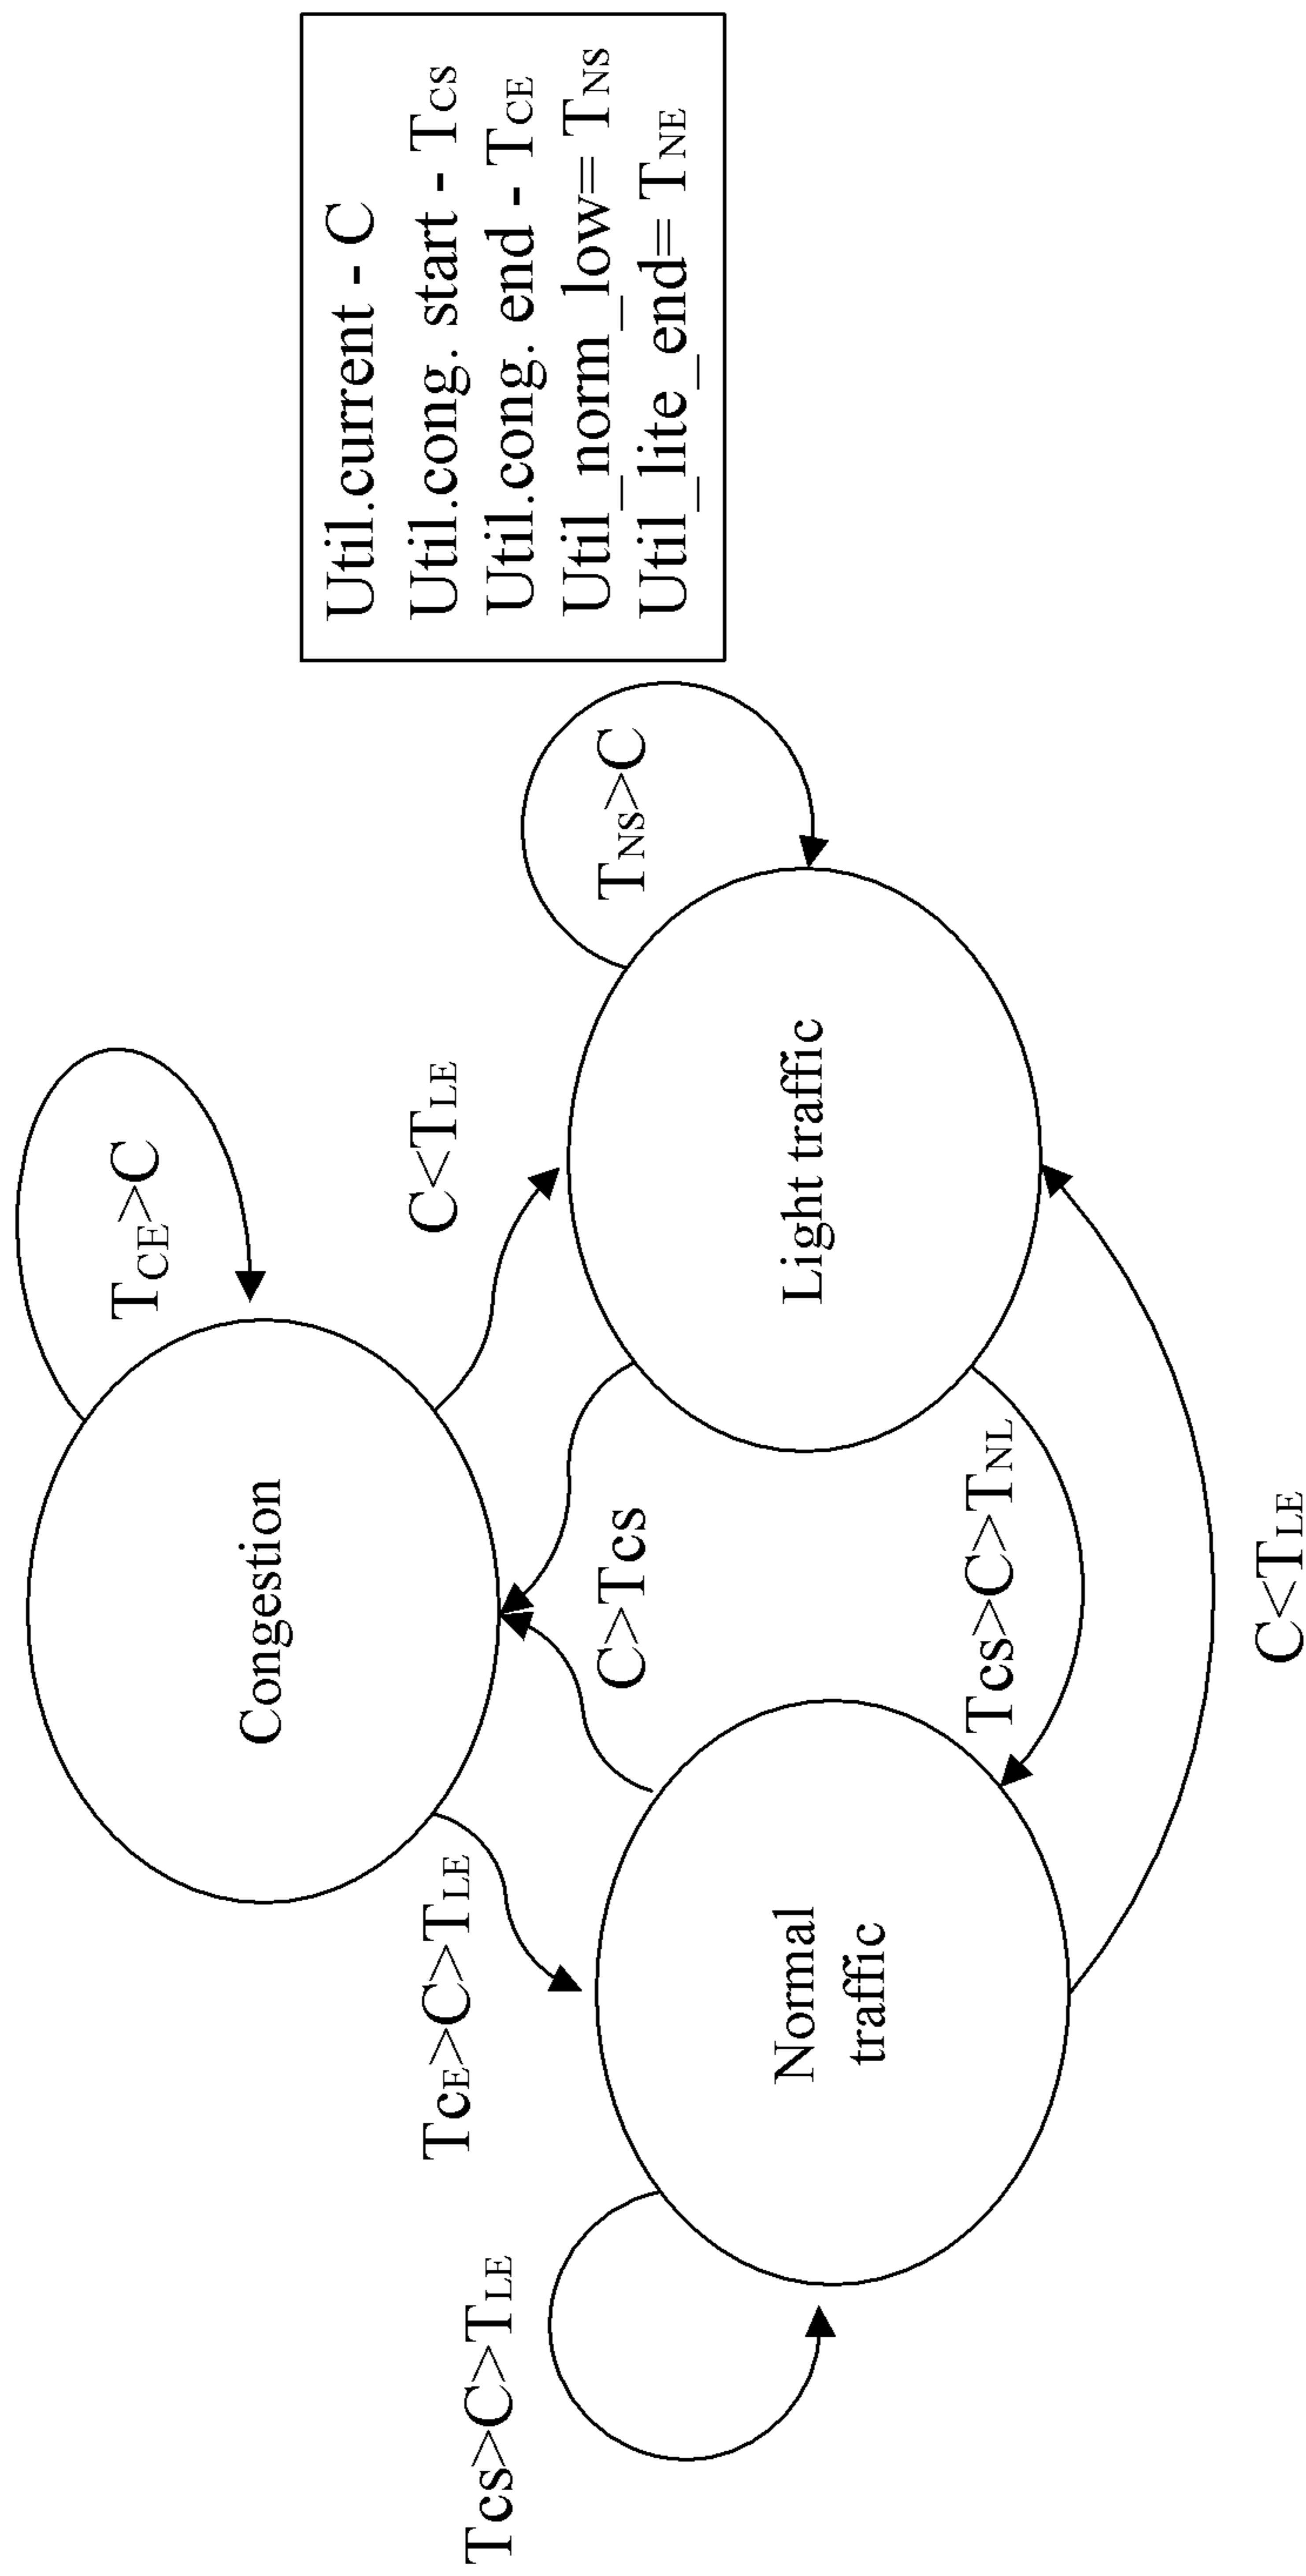 TCE>C
Congestion
C<TLE
TCE>C>TLE
Tcs>C>TLE
C>Tcs
TNS>C
Normal
traffic
Light traffic
Tcs>C>TNL
C<TLE
Util.current - C
Util.cong. start - TCS
Util.cong. end - TCE
Util_norm_low= TNS
Util_lite_end= TNE